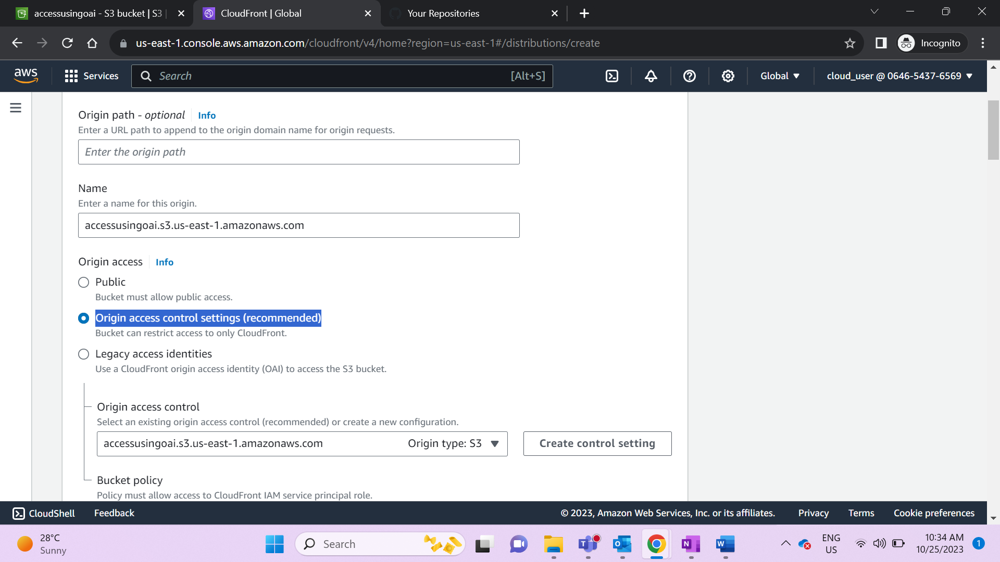 accessusingoai - S3 bucket | S3 |
CloudFront | Global
Your Repositories
us-east-1.console.aws.amazon.com/cloudfront/v4/home?region=us-east-1#/distributions/create
Incognito
aws
Services
Search
[Alt+S]
Global
cloud_user @ 0646-5437-6569
Origin path - optional
Info
Enter a URL path to append to the origin domain name for origin requests.
Enter the origin path
Name
Enter a name for this origin.
accessusingoai.s3.us-east-1.amazonaws.com
Origin access
Info
Public
Bucket must allow public access.
Origin access control settings (recommended)
Bucket can restrict access to only CloudFront.
Legacy access identities
Use a CloudFront origin access identity (OAI) to access the S3 bucket.
Origin access control
Select an existing origin access control (recommended) or create a new configuration.
accessusingoai.s3.us-east-1.amazonaws.com
Origin type: S3
Create control setting
Bucket policy
Policy must allow access to CloudFront IAM service principal role.
CloudShell
Feedback
© 2023, Amazon Web Services, Inc. or its affiliates.
Privacy
Terms
Cookie preferences
28°C
Sunny
Search
ENG
US
10:34 AM
10/25/2023
1